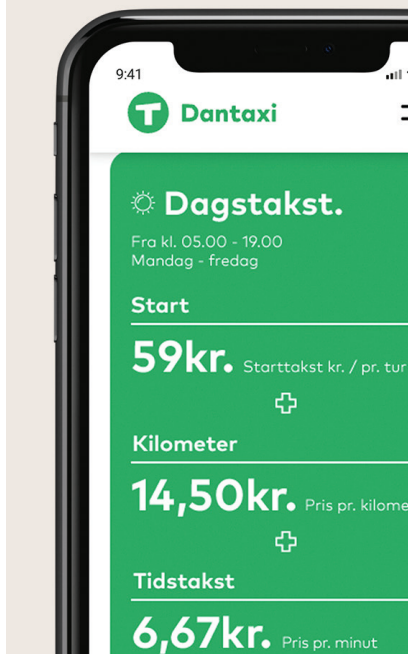 9:41
Dantaxi
Dagstakst.
Fra kl. 05.00 - 19.00
Mandag - fredag
Start
59kr. Starttakst kr. / pr. tur
Kilometer
14,50kr. Pris pr.
Tidstakst
6,67kr. Pris pr. minut